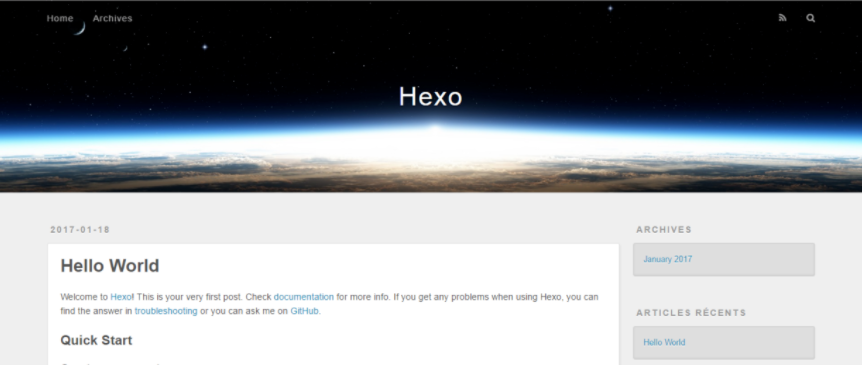 Home Archives
Hexo
2017-01-18
Hello World
Welcome to Hexo! This is your very first post. Check documentation for more info. If you get any problems when using Hexo, you can
find the answer in troubleshooting or you can ask me on GitHub.
Quick Start
ARCHIVES
January 2017
ARTICLES RÉCENTS
Hello World